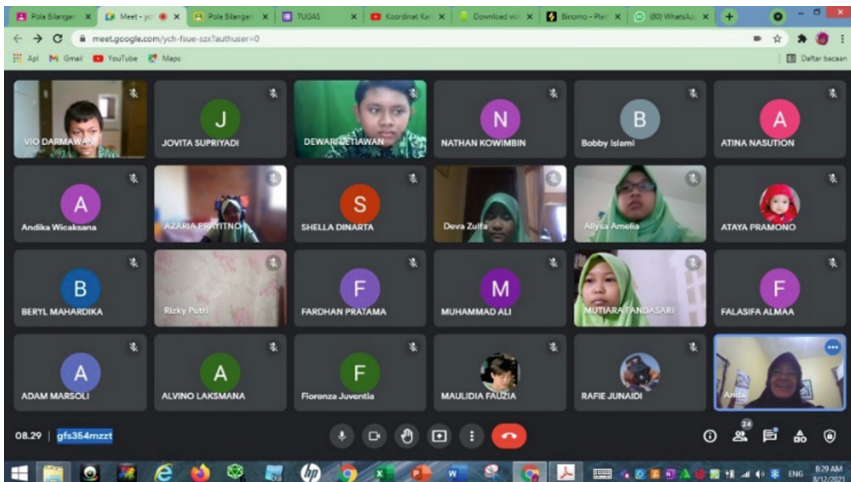 Pola Bilangan
Meet - ych
Pola Bilangan
TUGAS
Koordinat Kar
Download vid
Binomo - Platf
(80) WhatsApp
meet.google.com/ych-fsue-szx?authuser=0
Apl
Gmail
YouTube
Maps
Daftar bacaan
VIO DARMAWAN
J
JOVITA SUPRIYADI
DEWARI SETIAWAN
N
NATHAN KOWIMBIN
B
Bobby Islami
A
ATINA NASUTION
A
Andika Wicaksana
AZARIA PRAYITNO
S
SHELLA DINARTA
Deva Zulfa
Allysa Amelia
ATAYA PRAMONO
B
BERYL MAHARDIKA
Rizky Putri
F
FARDHAN PRATAMA
M
MUHAMMAD ALI
MUTIARA FANDASARI
F
FALASIFA ALMAA
A
ADAM MARSOLI
A
ALVINO LAKSMANA
F
Fiorenza Juventia
MAULIDIA FAUZIA
RAFIE JUNAIDI
Anda
08.29 | gfs354mzzt
24
ENG
8:29 AM
8/12/2021